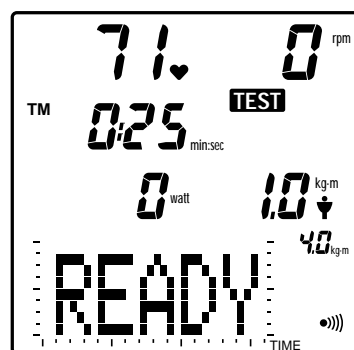 71 0 rpm
TEST
TM 0:25 min:sec
0 watt 1.0 kg-m
4.0 kg-m
READY
TIME